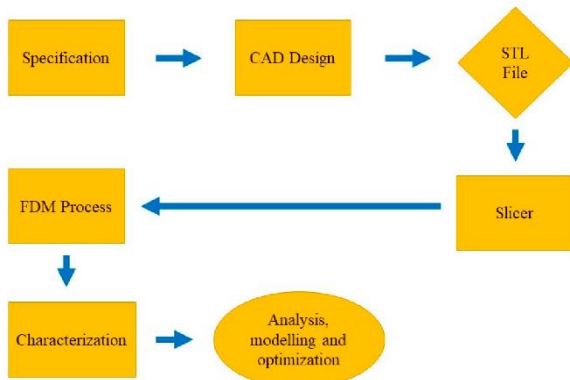 Specification
CAD Design
STL
File
Slicer
FDM Process
Characterization
Analysis,
modelling and
optimization